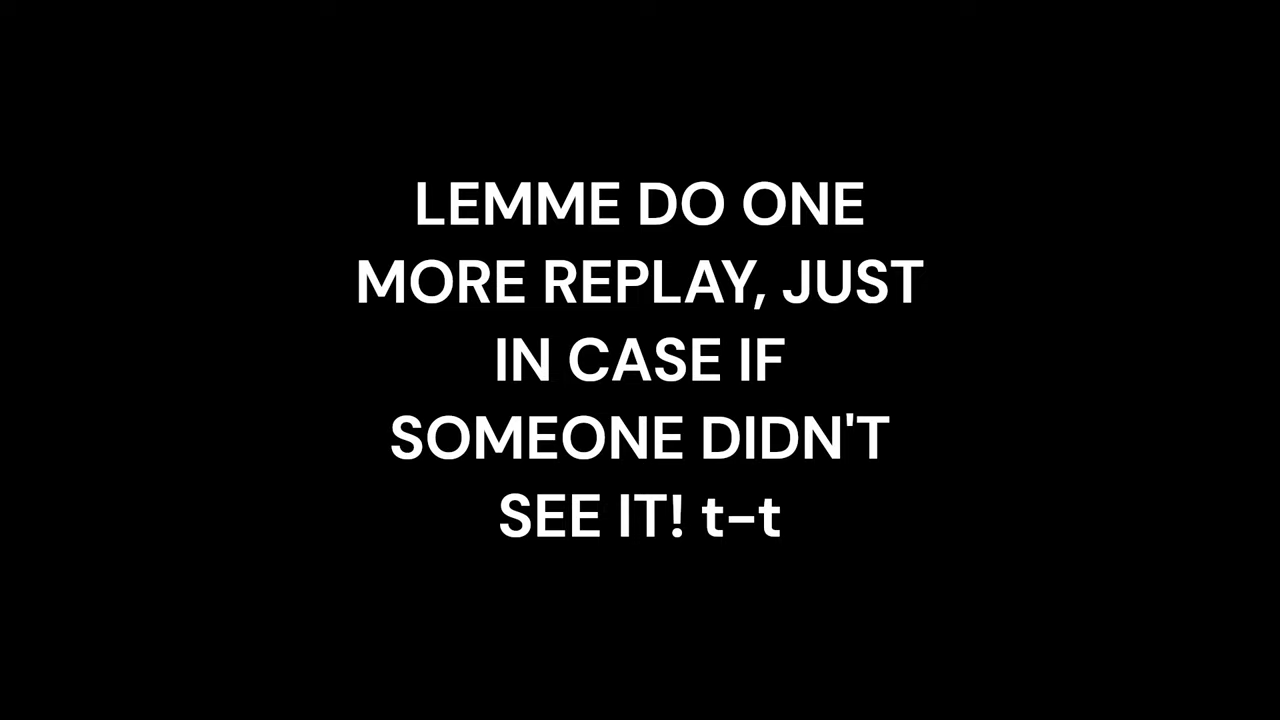 LEMME DO ONE
MORE REPLAY, JUST
IN CASE IF
SOMEONE DIDN'T
SEE IT! t-t